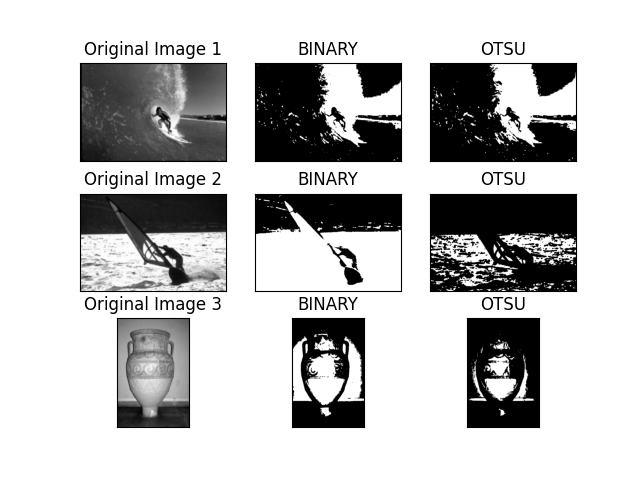 Original Image 1 BINARY OTSU
Original Image 2 BINARY OTSU
Original Image 3 BINARY OTSU